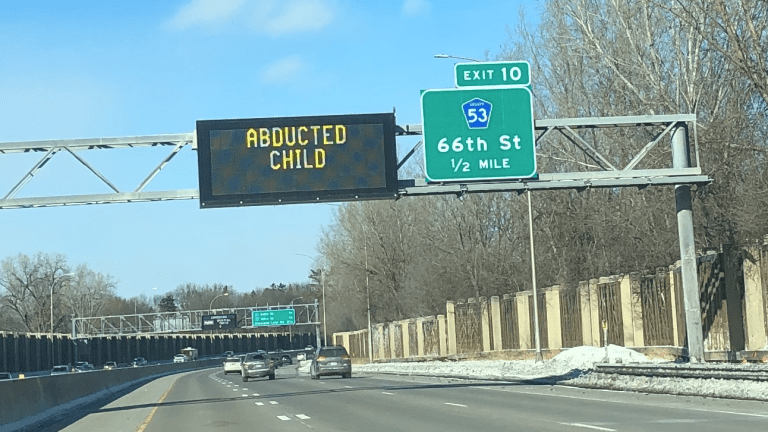 ABDUCTED
CHILD
EXIT 10
COUNTY
53
66th St
1/2 MILE